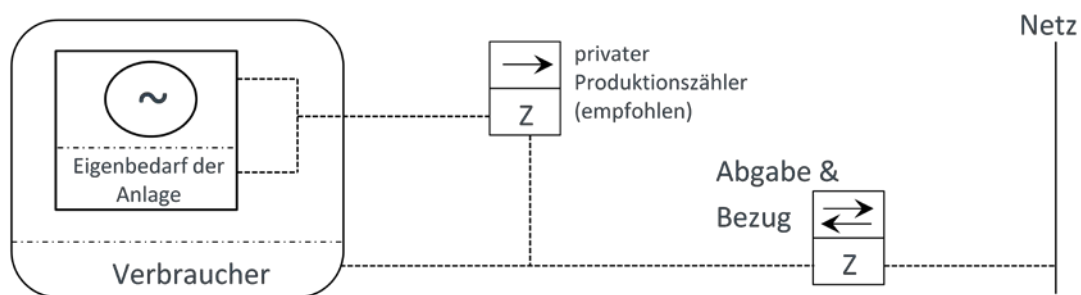 Netz
privater
Produktionszähler
(empfohlen)
Z
~
Eigenbedarf der
Anlage
Abgabe &
Bezug
Z
Verbraucher